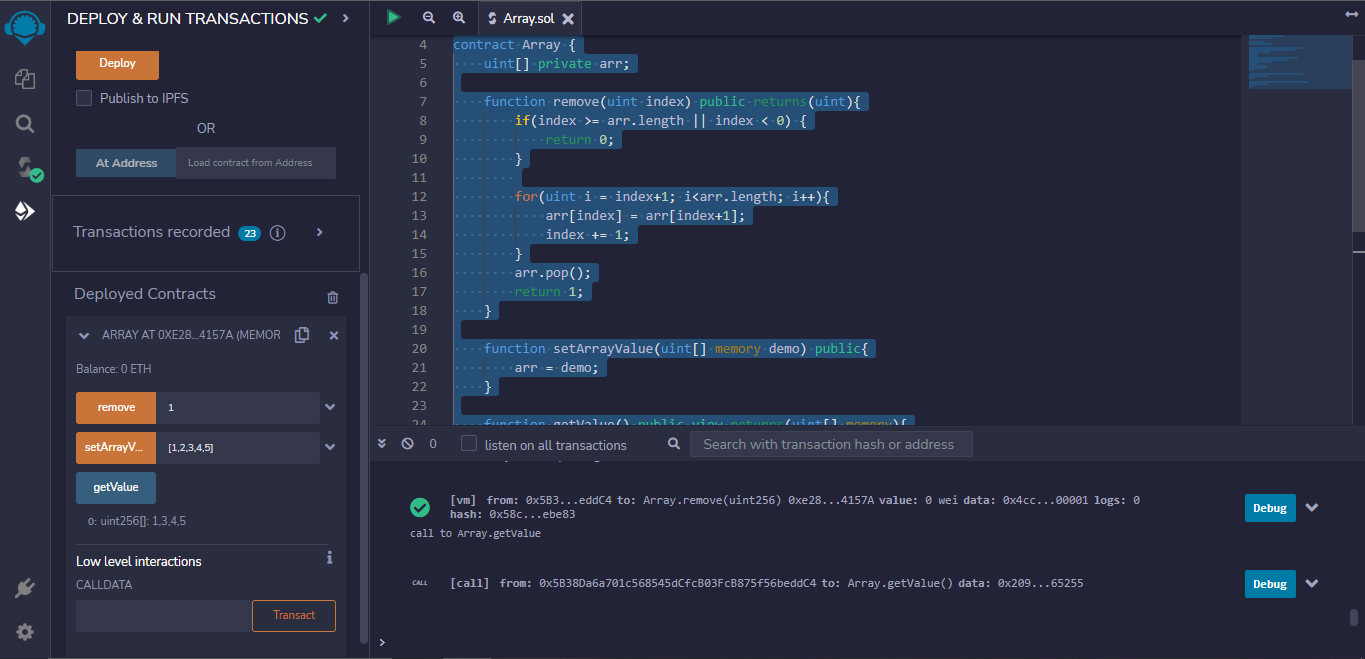 DEPLOY & RUN TRANSACTIONS
Deploy
Publish to IPFS
OR
At Address
Load contract from Address
Transactions recorded 23
Deployed Contracts
ARRAY AT 0XE28...4157A (MEMOR
Balance: 0 ETH
remove 1
setArrayV... [1,2,3,4,5]
getValue
0: uint256[]: 1,3,4,5
Low level interactions
CALLDATA
Transact
Array.sol
4 contract Array {
5 uint[] private arr;
6
7 function remove(uint index) public returns(uint){
8 if(index >= arr.length || index < 0) {
9 return 0;
10 }
11
12 for(uint i = index+1; i<arr.length; i++){
13 arr[index] = arr[index+1];
14 index += 1;
15 }
16 arr.pop();
17 return 1;
18 }
19
20 function setArrayValue(uint[] memory demo) public{
21 arr = demo;
22 }
23
24 function getValue() public view returns(uint[] memory){
0 listen on all transactions Search with transaction hash or address
[vm] from: 0x5B3...eddC4 to: Array.remove(uint256) 0xe28...4157A value: 0 wei data: 0x4cc...00001 logs: 0
hash: 0x58c...ebe83
Debug
call to Array.getValue
CALL [call] from: 0x5B38Da6a701c568545dCfcB03FcB875f56beddC4 to: Array.getValue() data: 0x209...65255
Debug
>